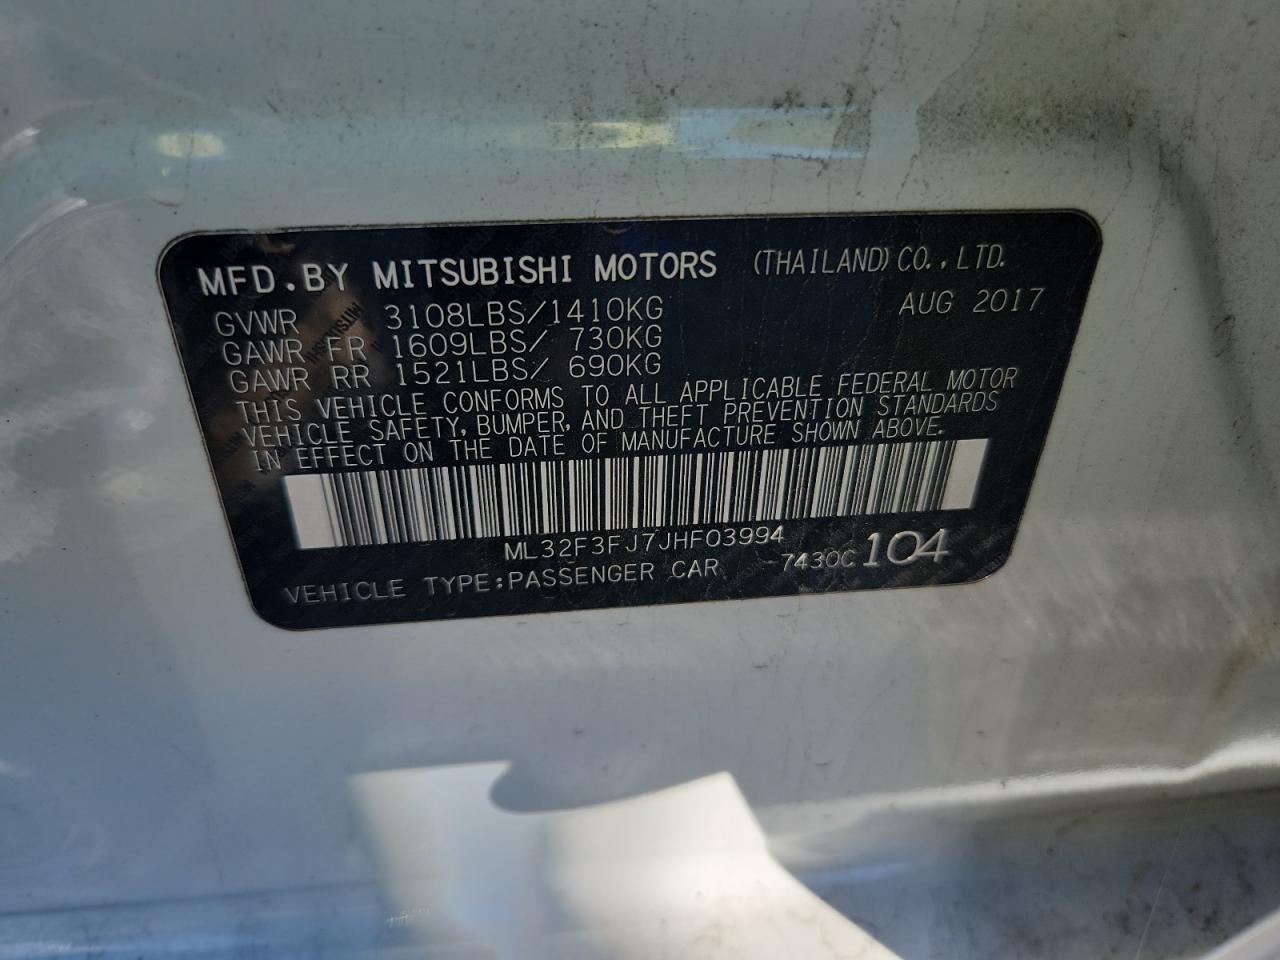 MFD.BY MITSUBISHI MOTORS (THAILAND) CO.,LTD.
GVWR 3108LBS/1410KG AUG 2017
GAWR FR 1609LBS/ 730KG
GAWR RR 1521LBS/ 690KG
THIS VEHICLE CONFORMS TO ALL APPLICABLE FEDERAL MOTOR
VEHICLE SAFETY, BUMPER, AND THEFT PREVENTION STANDARDS
IN EFFECT ON THE DATE OF MANUFACTURE SHOWN ABOVE.
ML32F3FJ7JHF03994
VEHICLE TYPE:PASSENGER CAR 7430C 104